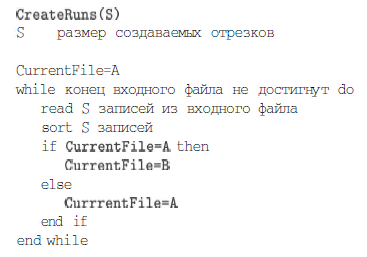 CreateRuns(S)
S размер создаваемых отрезков
CurrentFile=A
while конец входного файла не достигнут do
read S записей из входного файла
sort S записей
if CurrentFile=A then
CurrentFile=B
else
CurrrentFile=A
end if
end while